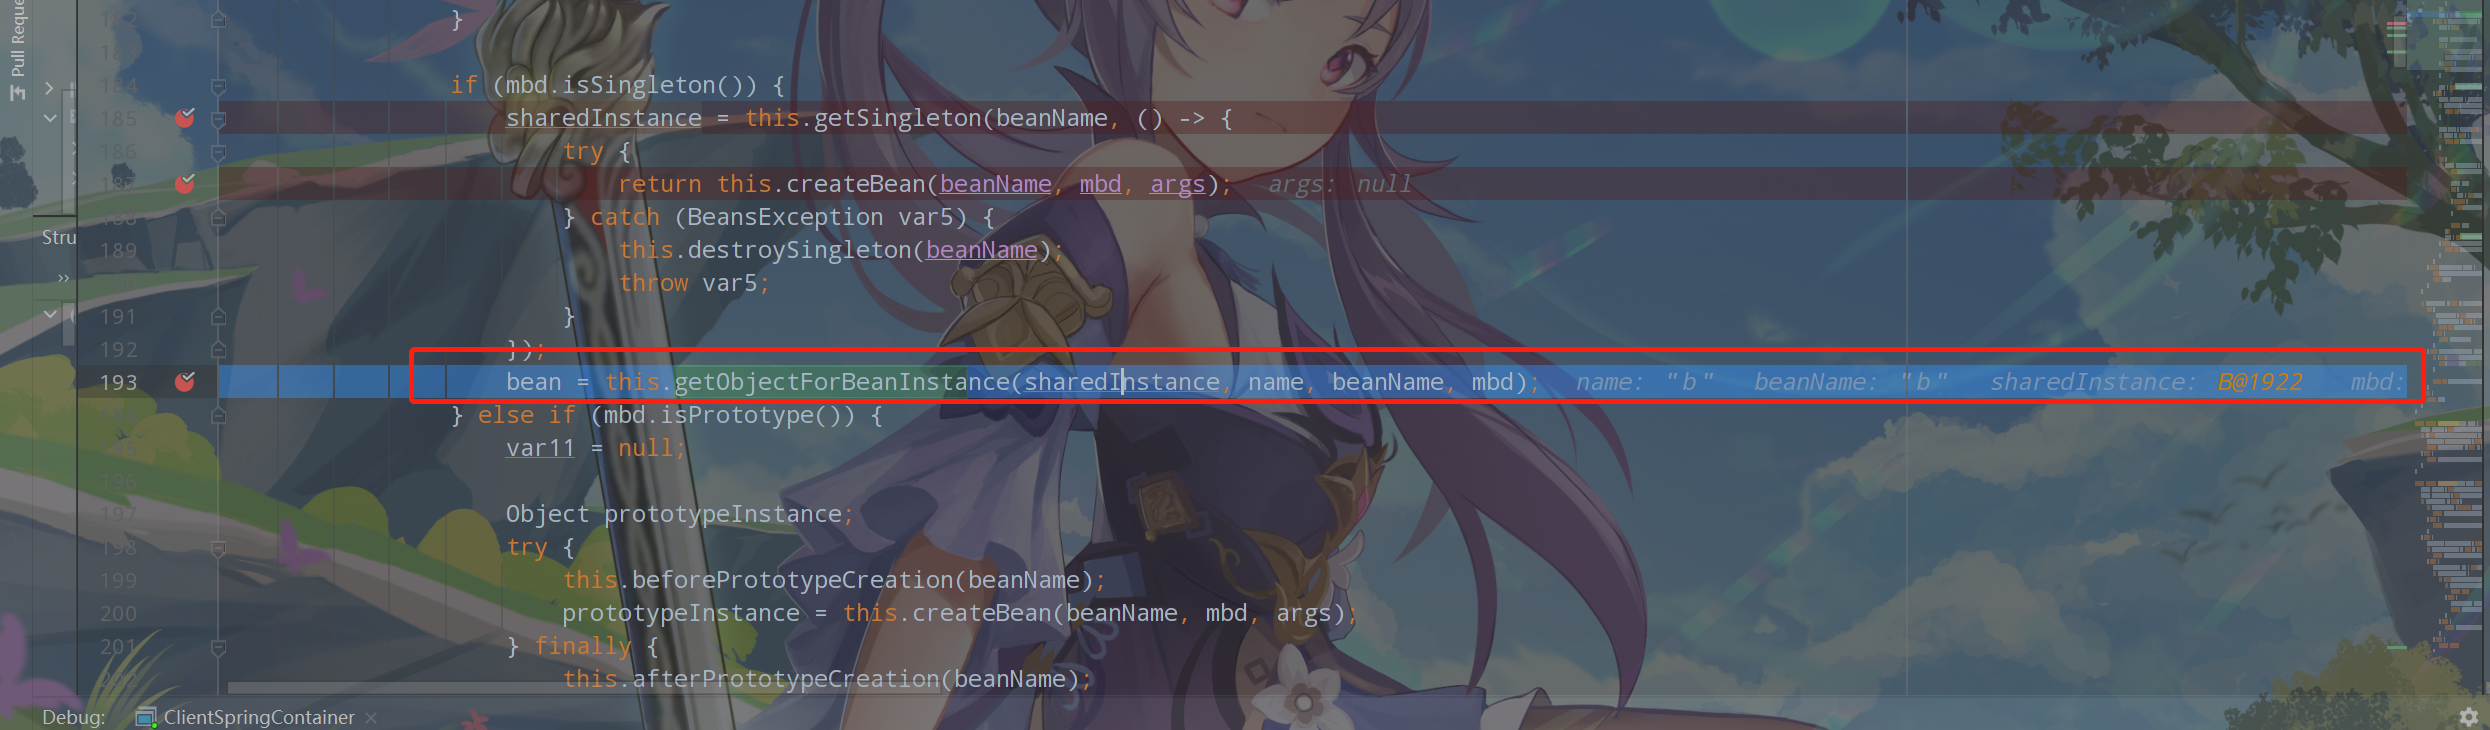 Pull Reque
182 }
183
184 if (mbd.isSingleton()) {
185 sharedInstance = this.getSingleton(beanName, () -> {
186 try {
187 return this.createBean(beanName, mbd, args); args: null
188 } catch (BeansException var5) {
189 this.destroySingleton(beanName);
throw var5;
191 }
192 });
193 bean = this.getObjectForBeanInstance(sharedInstance, name, beanName, mbd); name: "b" beanName: "b" sharedInstance: B@1922 mbd:
194 } else if (mbd.isPrototype()) {
195 var11 = null;
196
197 Object prototypeInstance;
198 try {
199 this.beforePrototypeCreation(beanName);
200 prototypeInstance = this.createBean(beanName, mbd, args);
201 } finally {
202 this.afterPrototypeCreation(beanName);
Stru
Debug: ClientSpringContainer